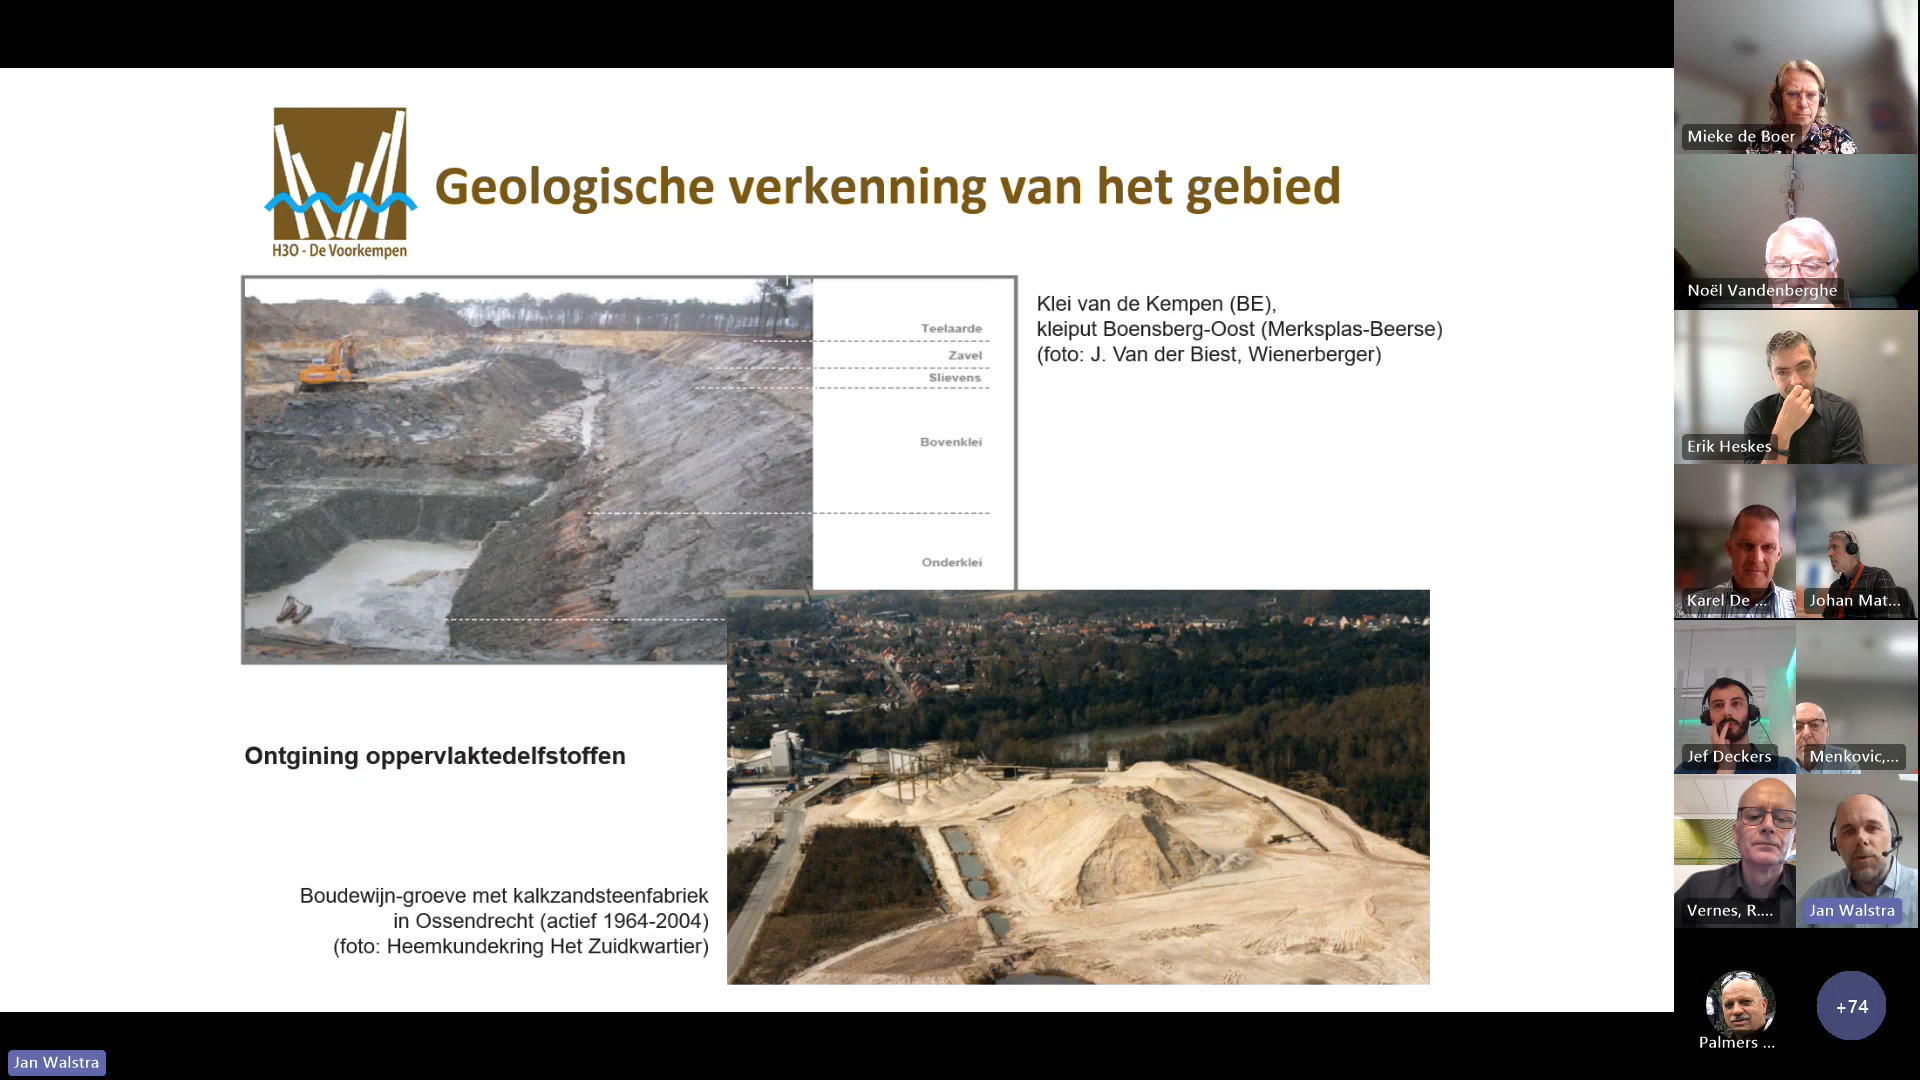 Geologische verkenning van het gebied
H3O - De Voorkempen
Teelaarde
Zavel
Slievens
Bovenklei
Onderklei
Klei van de Kempen (BE),
kleiput Boensberg-Oost (Merksplas-Beerse)
(foto: J. Van der Biest, Wienerberger)
Ontgining oppervlaktedelfstoffen
Boudewijn-groeve met kalkzandsteenfabriek
in Ossendrecht (actief 1964-2004)
(foto: Heemkundekring Het Zuidkwartier)
Jan Walstra
Mieke de Boer
Noël Vandenberghe
Erik Heskes
Karel De ...
Johan Mat...
Jef Deckers
Menkovic,...
Vernes, R....
Jan Walstra
Palmers ...
+74